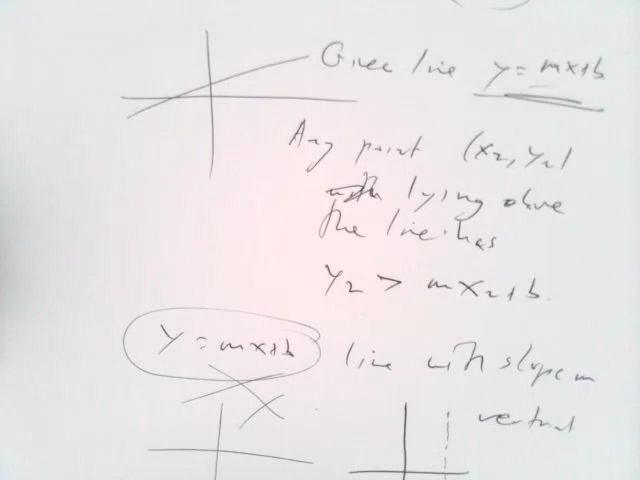 Given line y = mx+b
Any point (x₂, y₂)
lying above
the line has
y₂ > mx₂+b.
y = mx+b line with slope m
vertical